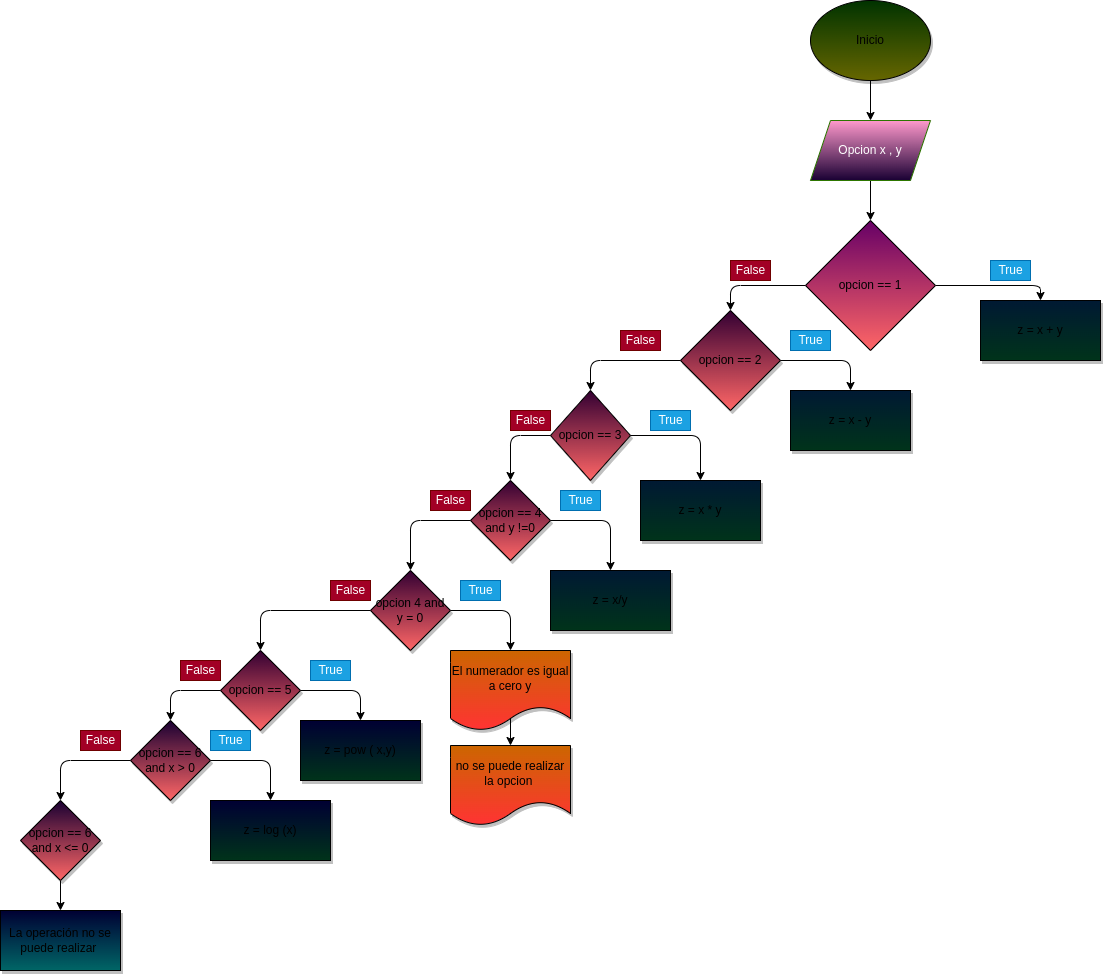 Inicio
Opcion x , y
opcion == 1
False
True
z = x + y
opcion == 2
False
True
z = x - y
opcion == 3
False
True
z = x * y
opcion == 4
and y !=0
False
True
z = x/y
opcion 4 and
y = 0
False
True
El numerador es igual
a cero y
no se puede realizar
la opcion
opcion == 5
False
True
z = pow ( x,y)
opcion == 6
and x > 0
False
True
z = log (x)
opcion == 6
and x <= 0
La operación no se
puede realizar